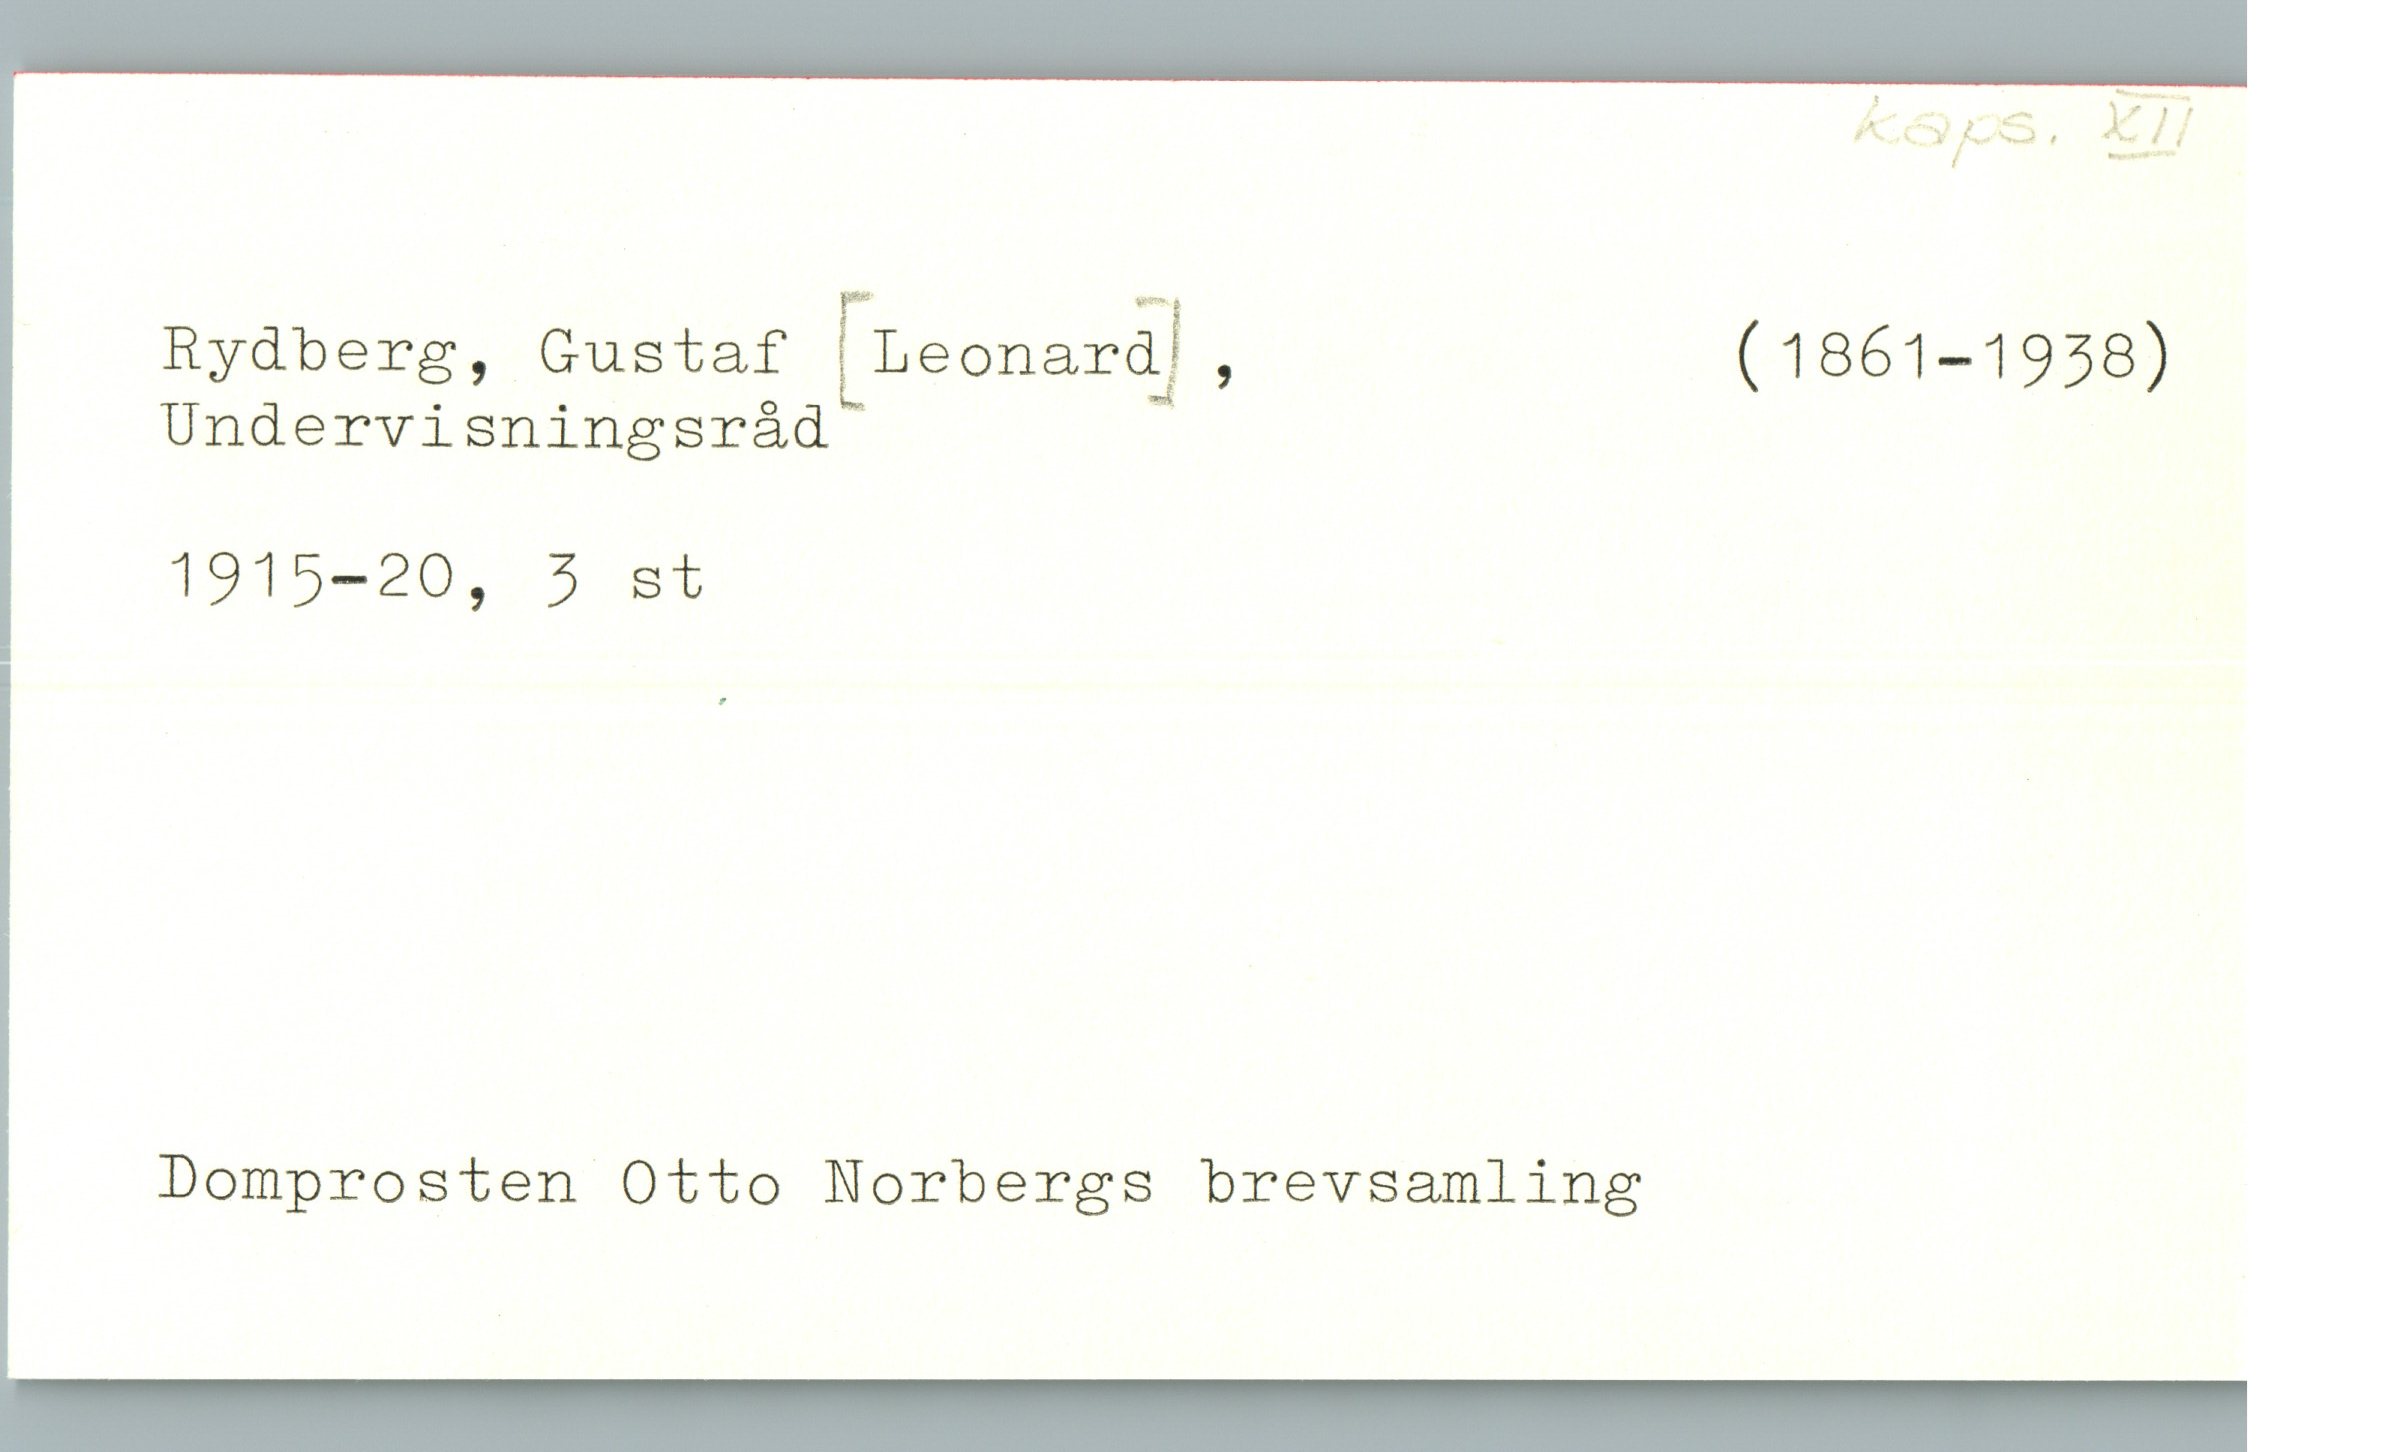 kaps. XII
Rydberg, Gustaf [Leonard], (1861-1938)
Undervisningsråd
1915-20, 3 st
Domprosten Otto Norbergs brevsamling